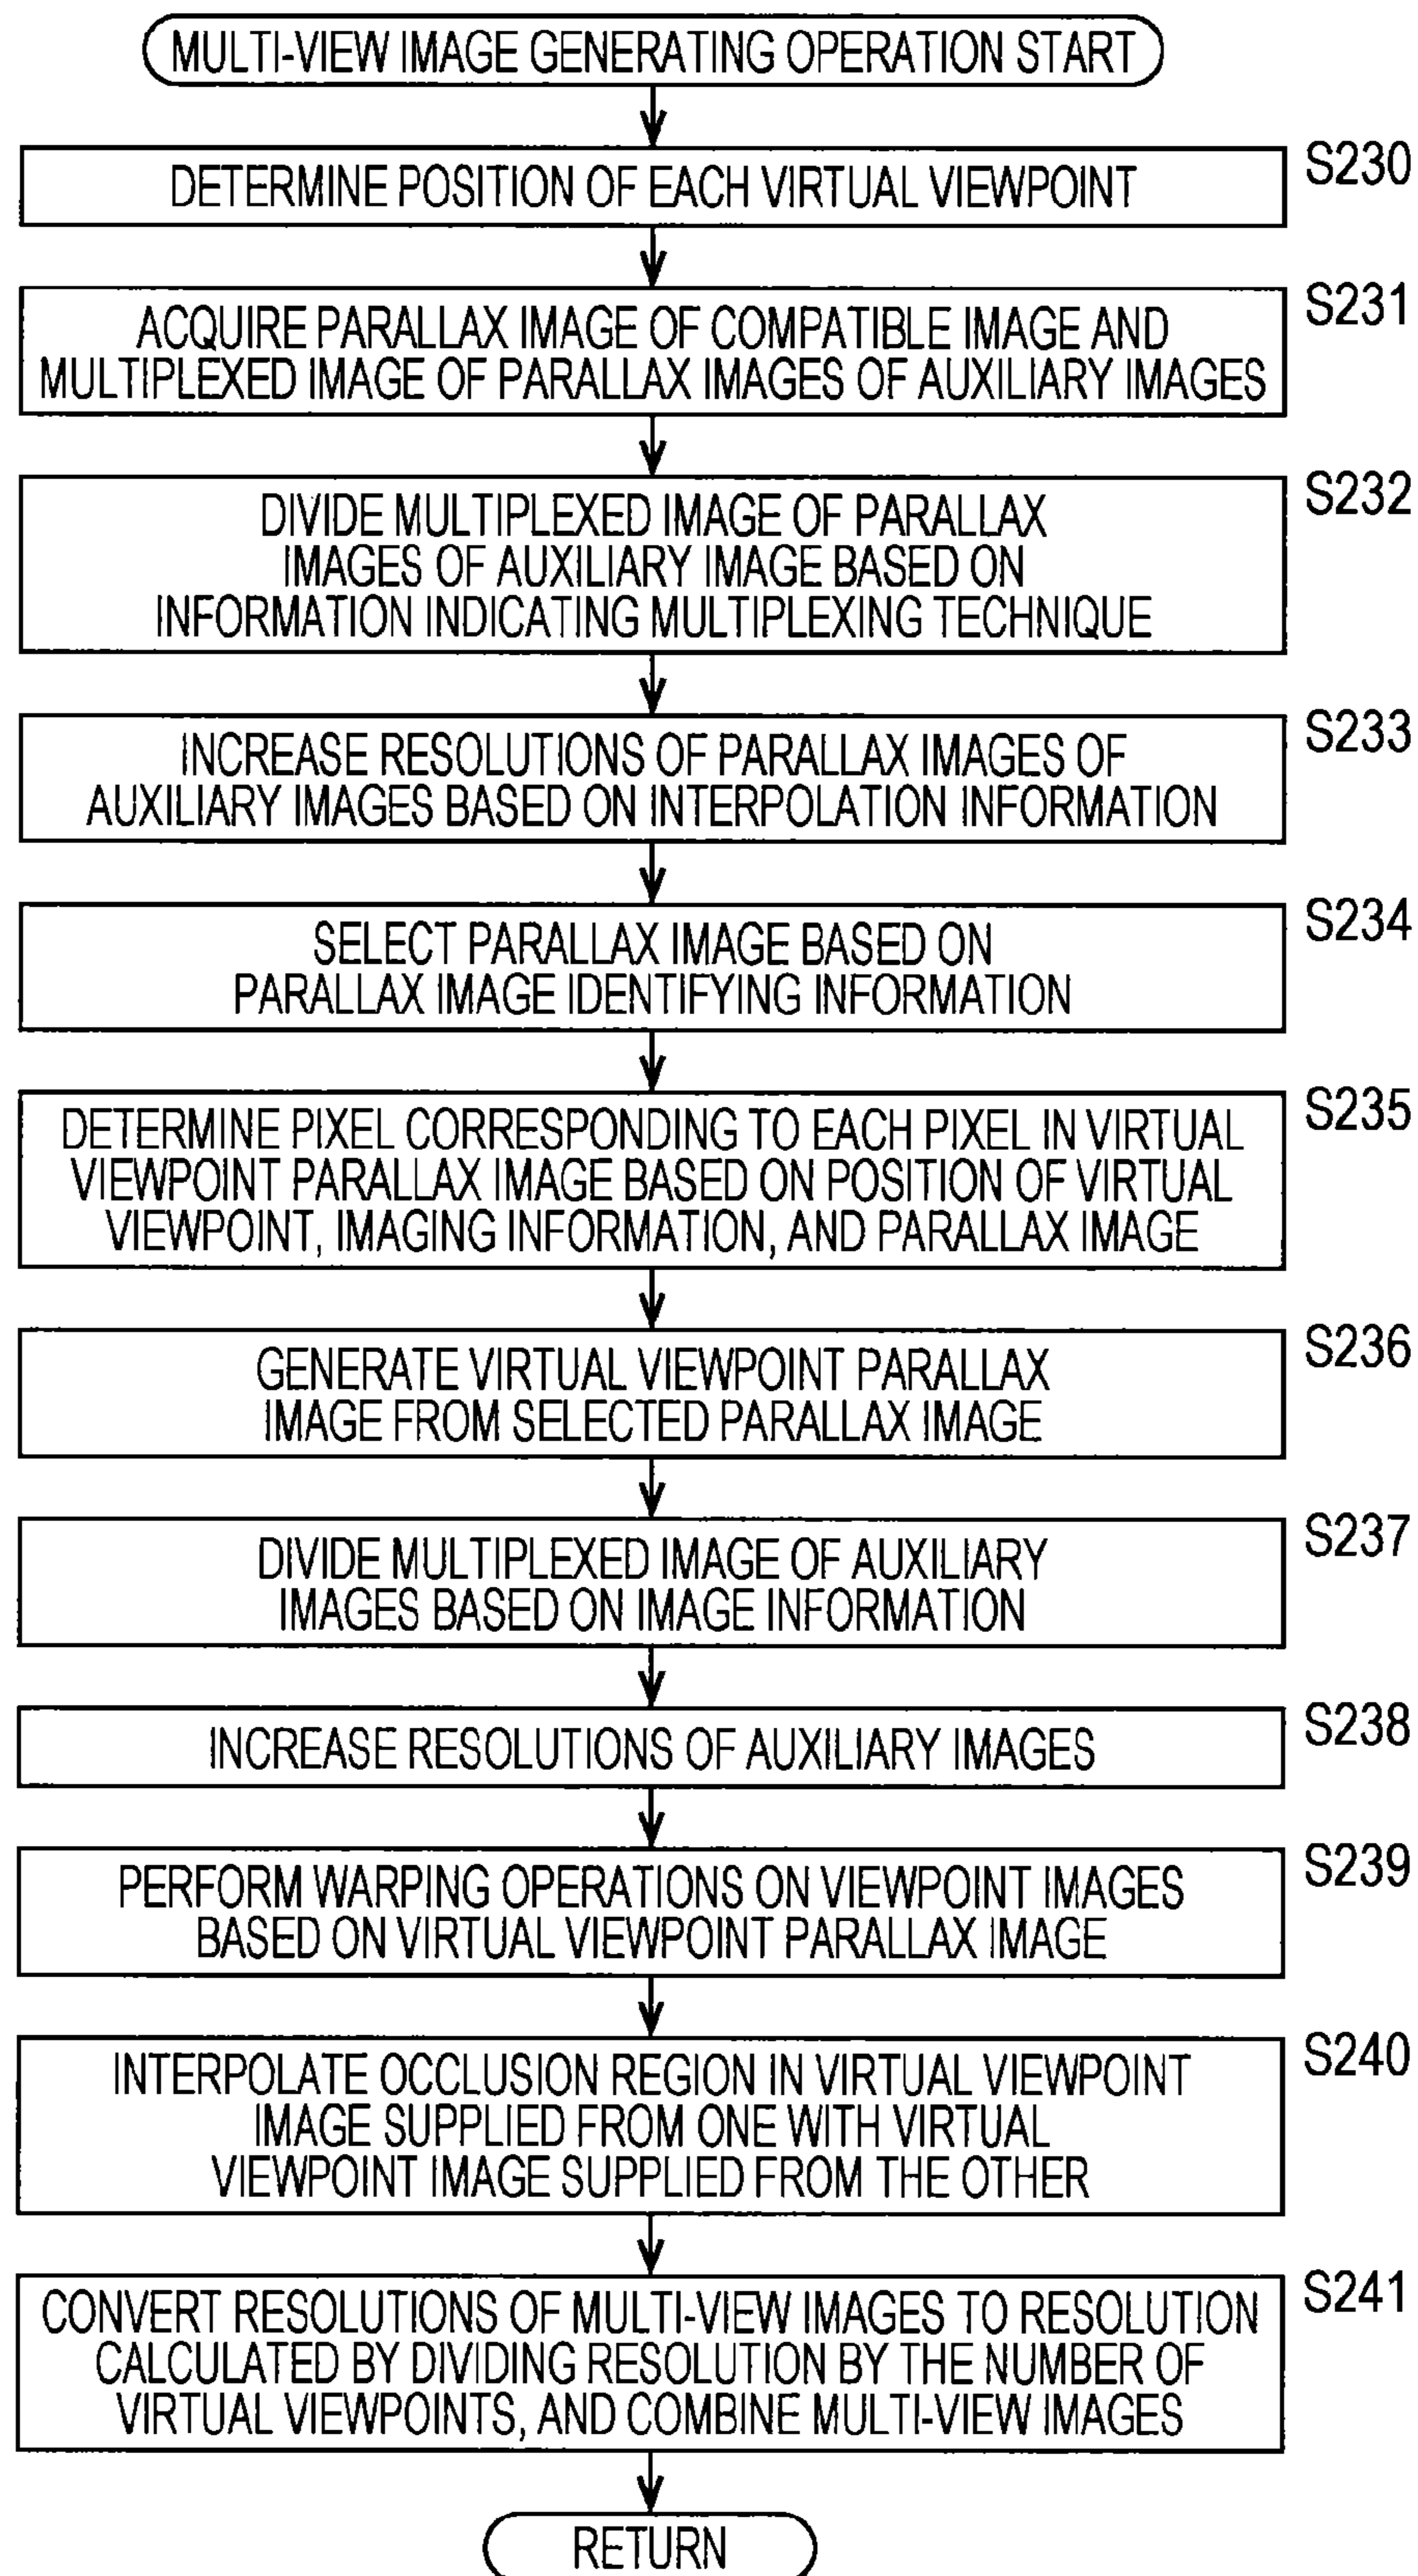 MULTI-VIEW IMAGE GENERATING OPERATION START
S230
DETERMINE POSITION OF EACH VIRTUAL VIEWPOINT
S231
ACQUIRE PARALLAX IMAGE OF COMPATIBLE IMAGE AND
MULTIPLEXED IMAGE OF PARALLAX IMAGES OF AUXILIARY IMAGES
S232
DIVIDE MULTIPLEXED IMAGE OF PARALLAX
IMAGES OF AUXILIARY IMAGE BASED ON
INFORMATION INDICATING MULTIPLEXING TECHNIQUE
S233
INCREASE RESOLUTIONS OF PARALLAX IMAGES OF
AUXILIARY IMAGES BASED ON INTERPOLATION INFORMATION
S234
SELECT PARALLAX IMAGE BASED ON
PARALLAX IMAGE IDENTIFYING INFORMATION
S235
DETERMINE PIXEL CORRESPONDING TO EACH PIXEL IN VIRTUAL
VIEWPOINT PARALLAX IMAGE BASED ON POSITION OF VIRTUAL
VIEWPOINT, IMAGING INFORMATION, AND PARALLAX IMAGE
S236
GENERATE VIRTUAL VIEWPOINT PARALLAX
IMAGE FROM SELECTED PARALLAX IMAGE
S237
DIVIDE MULTIPLEXED IMAGE OF AUXILIARY
IMAGES BASED ON IMAGE INFORMATION
S238
INCREASE RESOLUTIONS OF AUXILIARY IMAGES
S239
PERFORM WARPING OPERATIONS ON VIEWPOINT IMAGES
BASED ON VIRTUAL VIEWPOINT PARALLAX IMAGE
S240
INTERPOLATE OCCLUSION REGION IN VIRTUAL VIEWPOINT
IMAGE SUPPLIED FROM ONE WITH VIRTUAL
VIEWPOINT IMAGE SUPPLIED FROM THE OTHER
S241
CONVERT RESOLUTIONS OF MULTI-VIEW IMAGES TO RESOLUTION
CALCULATED BY DIVIDING RESOLUTION BY THE NUMBER OF
VIRTUAL VIEWPOINTS, AND COMBINE MULTI-VIEW IMAGES
RETURN